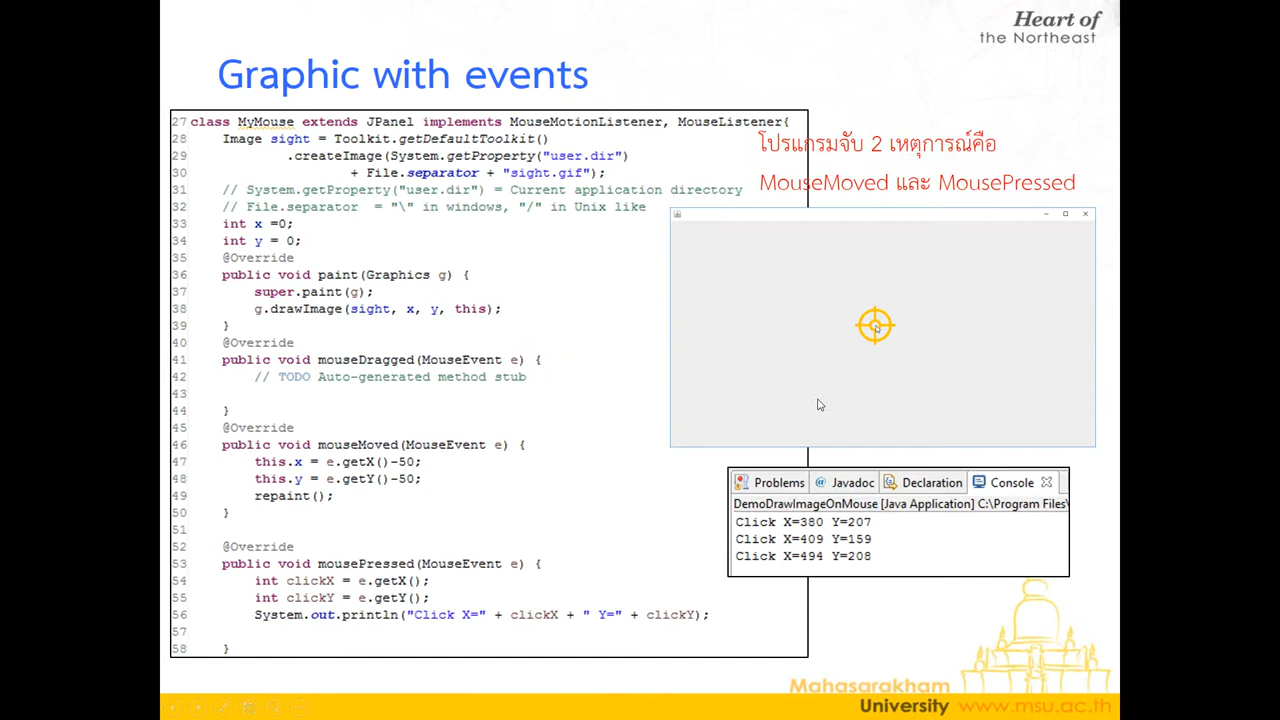 Heart of
the Northeast
Graphic with events
27 class MyMouse extends JPanel implements MouseMotionListener, MouseListener{
28 Image sight = Toolkit.getDefaultToolkit()
29 .createImage(System.getProperty("user.dir")
30 + File.separator + "sight.gif");
31 // System.getProperty("user.dir") = Current application directory
32 // File.separator = "\" in windows, "/" in Unix like
33 int x =0;
34 int y = 0;
35 @Override
36 public void paint(Graphics g) {
37 super.paint(g);
38 g.drawImage(sight, x, y, this);
39 }
40 @Override
41 public void mouseDragged(MouseEvent e) {
42 // TODO Auto-generated method stub
43
44 }
45 @Override
46 public void mouseMoved(MouseEvent e) {
47 this.x = e.getX()-50;
48 this.y = e.getY()-50;
49 repaint();
50 }
51
52 @Override
53 public void mousePressed(MouseEvent e) {
54 int clickX = e.getX();
55 int clickY = e.getY();
56 System.out.println("Click X=" + clickX + " Y=" + clickY);
57
58 }
โปรแกรมจับ 2 เหตุการณ์คือ
MouseMoved และ MousePressed
Problems @ Javadoc Declaration Console
DemoDrawImageOnMouse [Java Application] C:\Program Files\
Click X=380 Y=207
Click X=409 Y=159
Click X=494 Y=208
Mahasarakham
University www.msu.ac.th